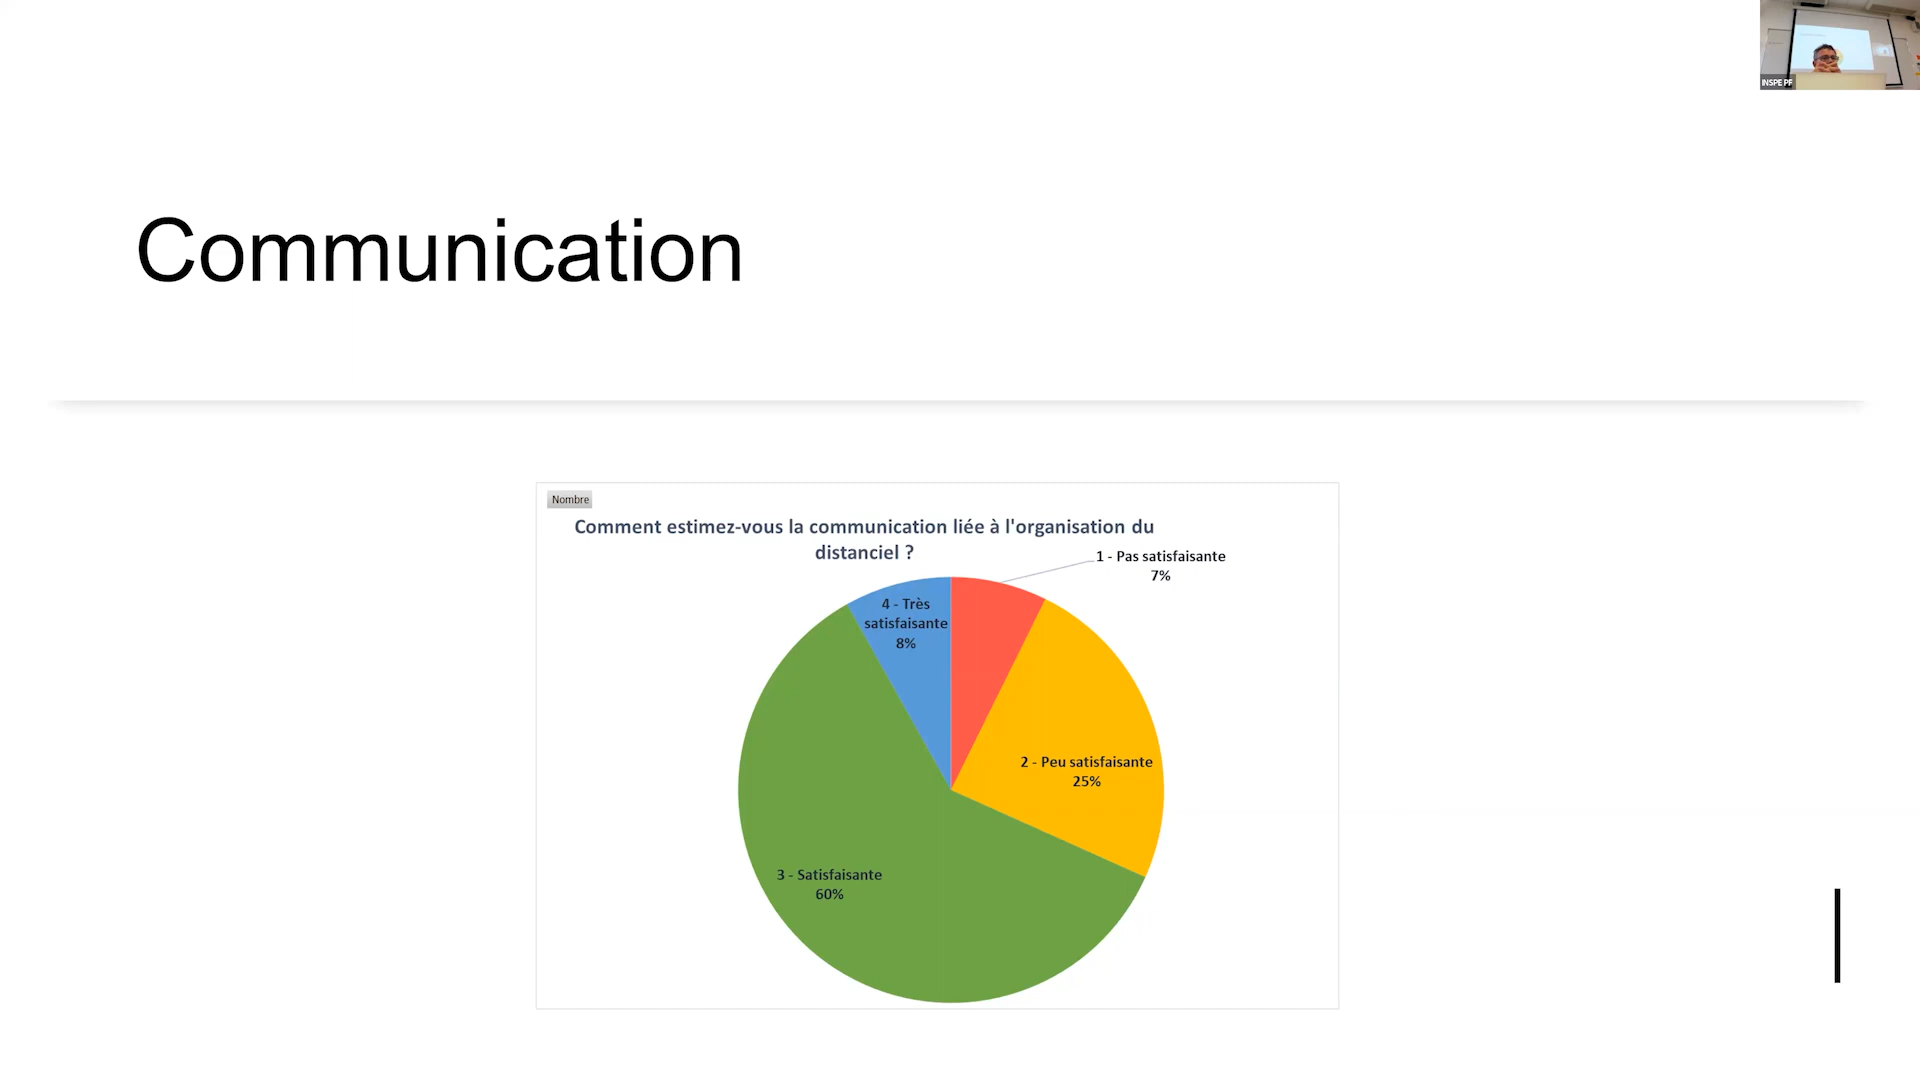 INSPE PF
Communication
Nombre
Comment estimez-vous la communication liée à l'organisation du
distanciel ?
1 - Pas satisfaisante
7%
4 - Très
satisfaisante
8%
2 - Peu satisfaisante
25%
3 - Satisfaisante
60%